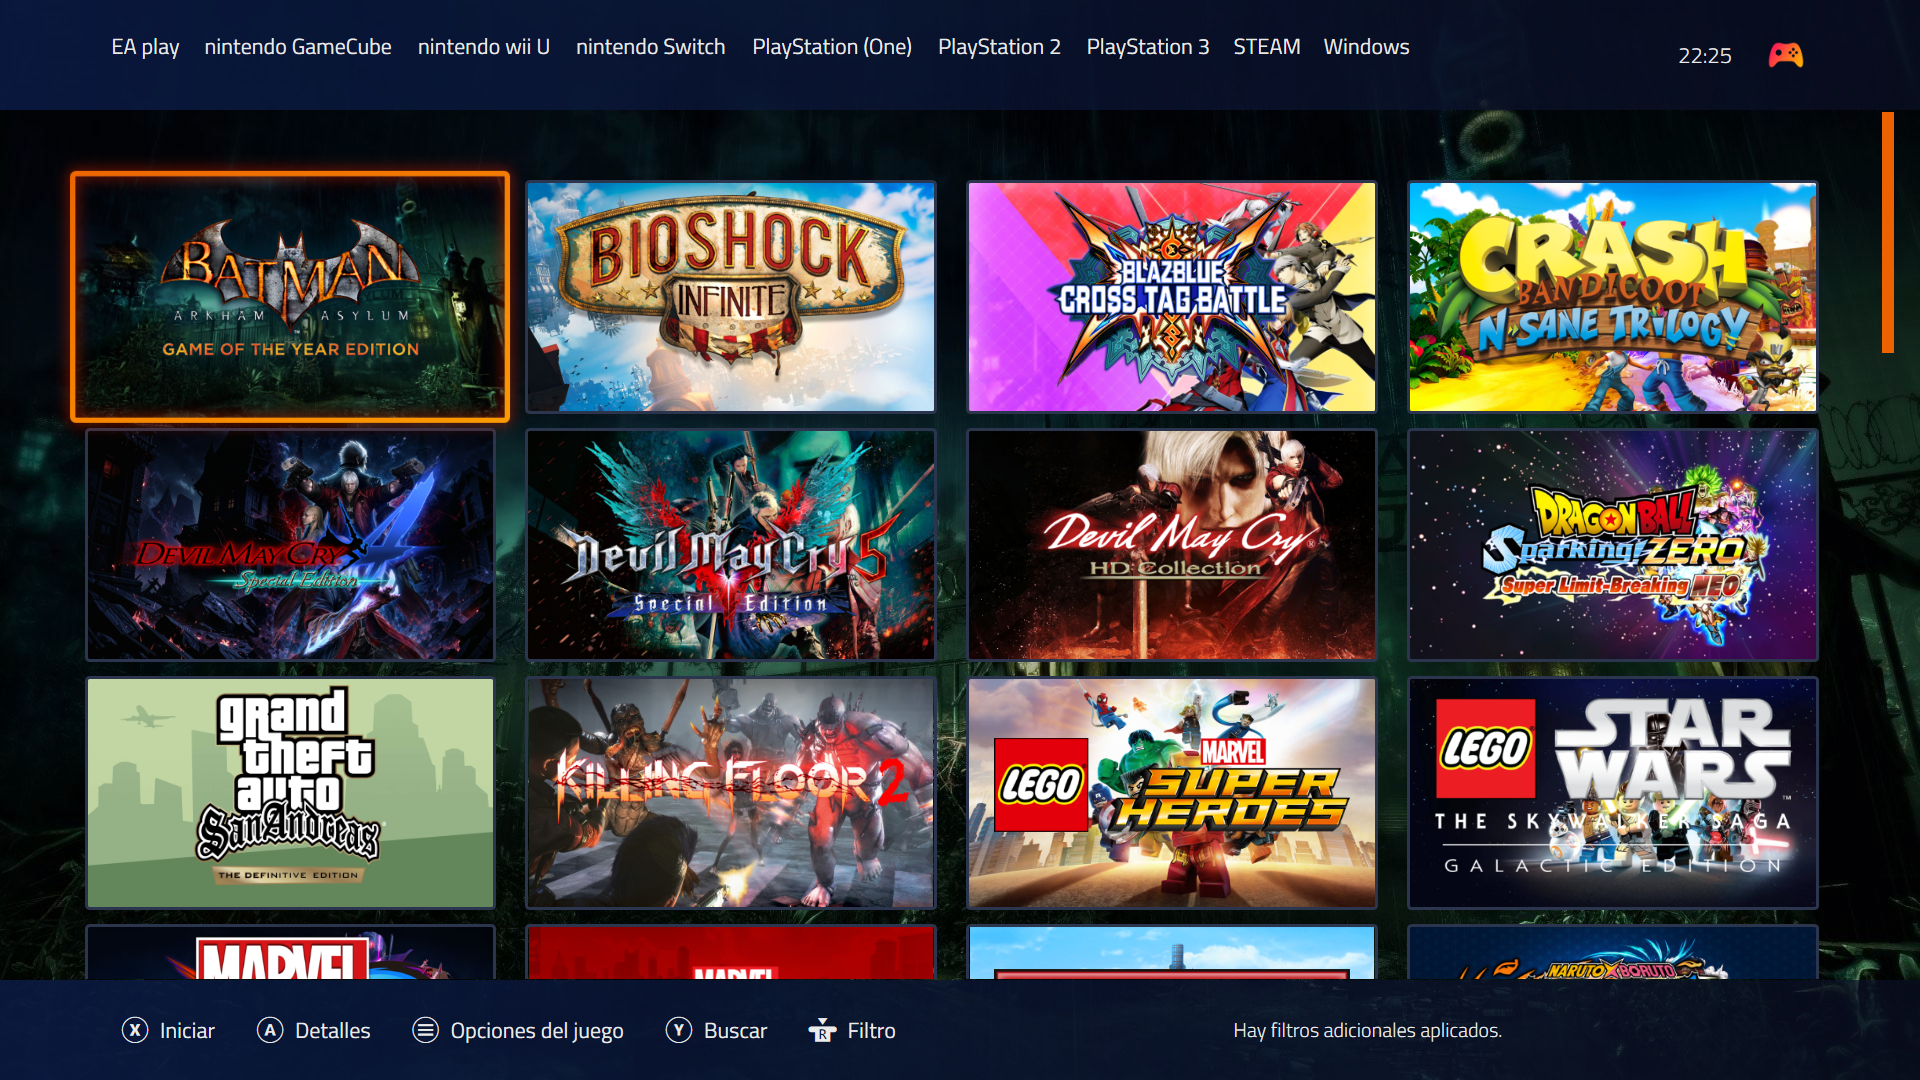 EA play nintendo GameCube nintendo wii U nintendo Switch PlayStation (One) PlayStation 2 PlayStation 3 STEAM Windows
22:25
BATMAN
ARKHAM ASYLUM
GAME OF THE YEAR EDITION
BIOSHOCK
INFINITE
BLAZBLUE
CROSS TAG BATTLE
CRASH
BANDICOOT
N. SANE TRILOGY
DEVIL MAY CRY 4
Special Edition
Devil May Cry 5
Special Edition
Devil May Cry
HD Collection
DRAGON BALL
Sparking! ZERO
Super Limit-Breaking NEO
grand
theft
auto
San Andreas
THE DEFINITIVE EDITION
KILLING FLOOR 2
LEGO
MARVEL
SUPER
HEROES
LEGO
STAR
WARS
THE SKYWALKER SAGA
GALACTIC EDITION
MARVEL
MARVEL
NARUTO X BORUTO
X Iniciar A Detalles Opciones del juego Y Buscar R Filtro
Hay filtros adicionales aplicados.